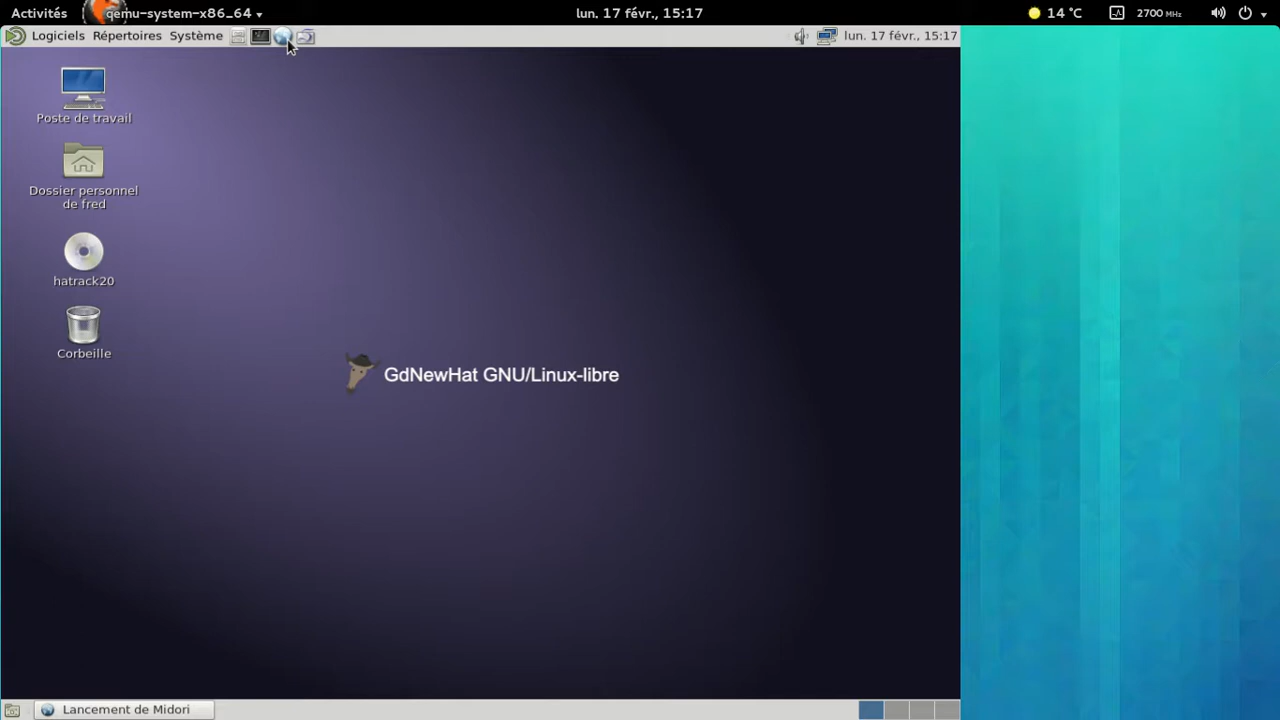 Activités qemu-system-x86_64 lun. 17 févr., 15:17 14 °C 2700 MHz
Logiciels Répertoires Système lun. 17 févr., 15:17
Poste de travail
Dossier personnel
de fred
hatrack20
Corbeille
GdNewHat GNU/Linux-libre
Lancement de Midori